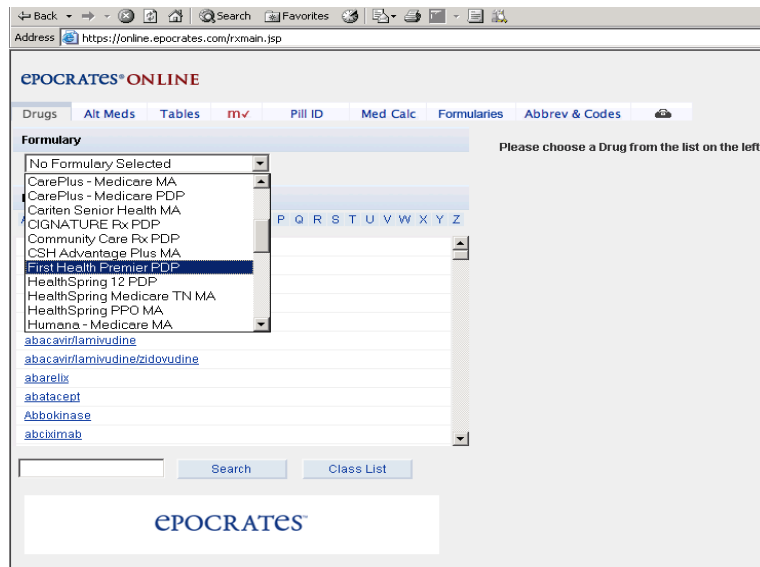 Back Search Favorites
Address https://online.epocrates.com/rxmain.jsp
epocrates® ONLINE
Drugs Alt Meds Tables m✓ Pill ID Med Calc Formularies Abbrev & Codes
Formulary
Please choose a Drug from the list on the left
No Formulary Selected
CarePlus - Medicare MA
CarePlus - Medicare PDP
Cariten Senior Health MA
CIGNATURE Rx PDP
P Q R S T U V W X Y Z
Community Care Rx PDP
CSH Advantage Plus MA
First Health Premier PDP
HealthSpring 12 PDP
HealthSpring Medicare TN MA
HealthSpring PPO MA
Humana - Medicare MA
abacavir/lamivudine
abacavir/lamivudine/zidovudine
abarelix
abatacept
Abbokinase
abciximab
Search Class List
epocrates™